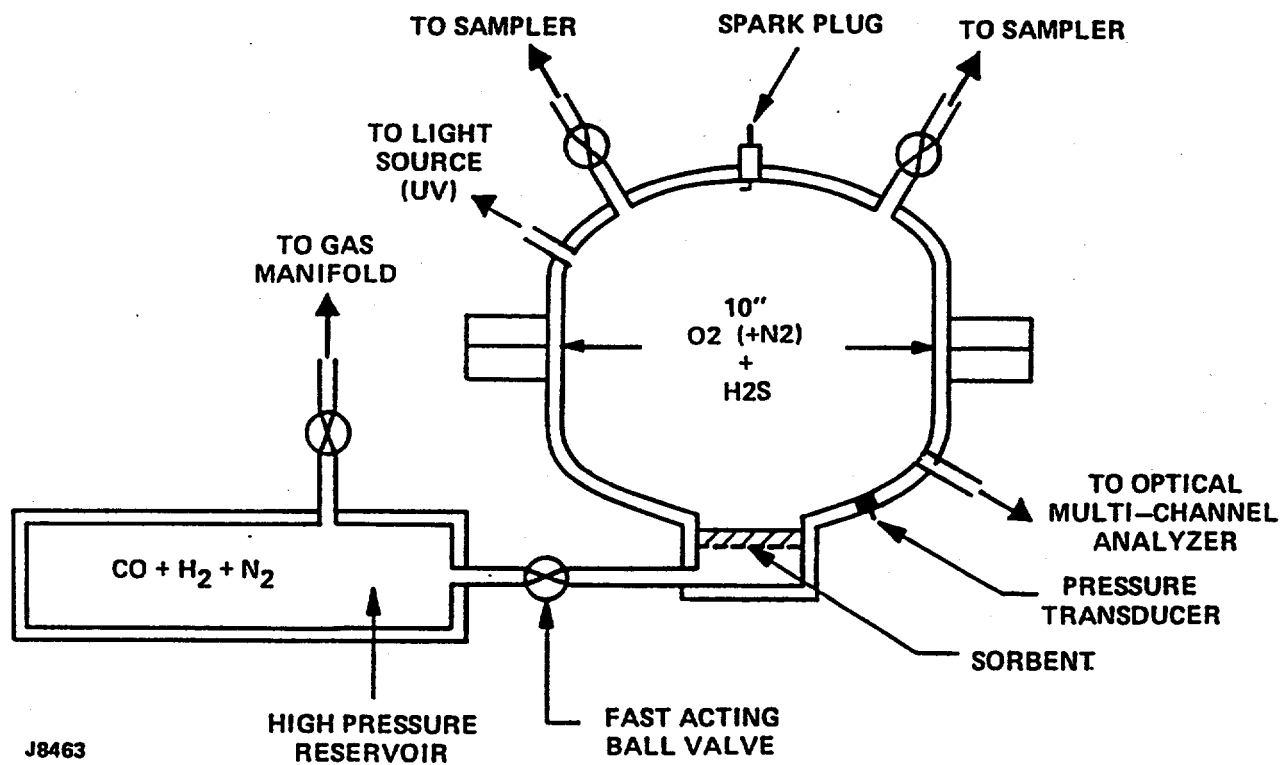 TO SAMPLER
SPARK PLUG
TO SAMPLER
TO LIGHT
SOURCE
(UV)
TO GAS
MANIFOLD
10″
O2 (+N2)
+
H2S
CO + H₂ + N₂
TO OPTICAL
MULTI–CHANNEL
ANALYZER
PRESSURE
TRANSDUCER
SORBENT
HIGH PRESSURE
RESERVOIR
FAST ACTING
BALL VALVE
J8463